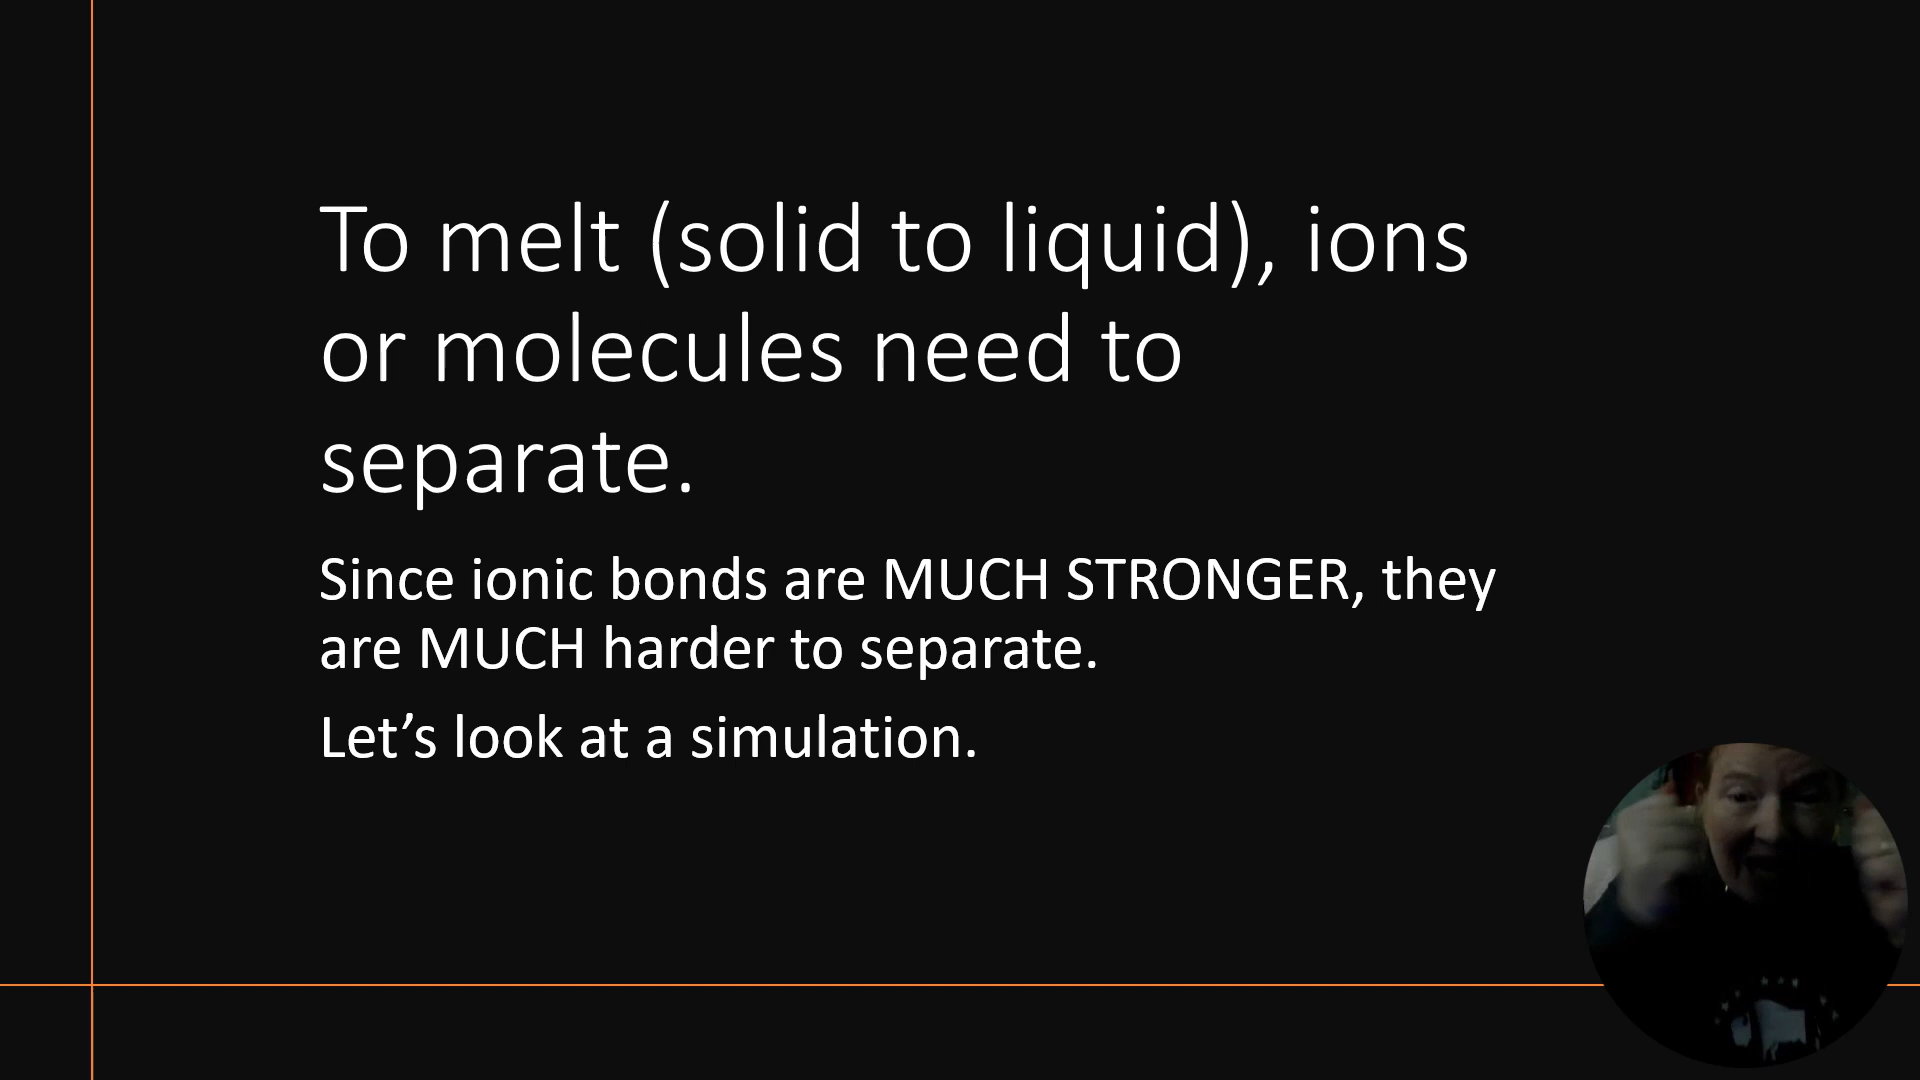 To melt (solid to liquid), ions
or molecules need to
separate.
Since ionic bonds are MUCH STRONGER, they
are MUCH harder to separate.
Let’s look at a simulation.